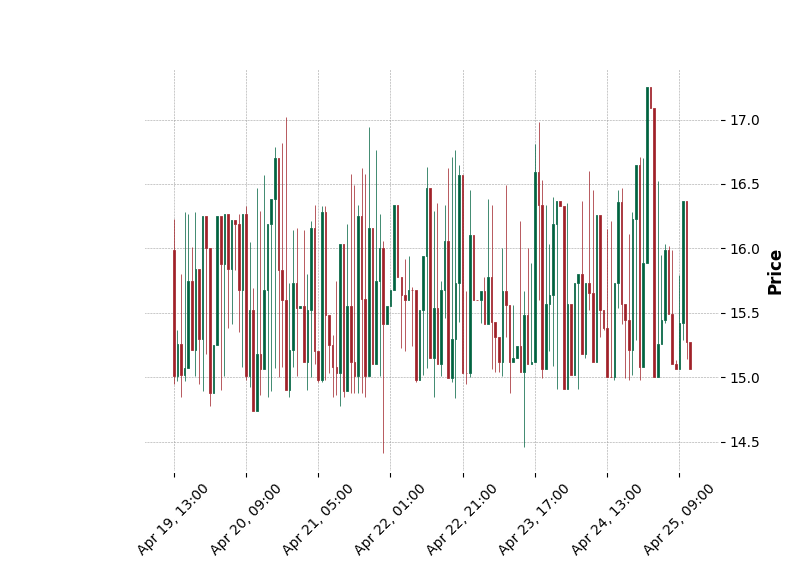 17.0
16.5
16.0
15.5
15.0
14.5
Price
Apr 19, 13:00
Apr 20, 09:00
Apr 21, 05:00
Apr 22, 01:00
Apr 22, 21:00
Apr 23, 17:00
Apr 24, 13:00
Apr 25, 09:00